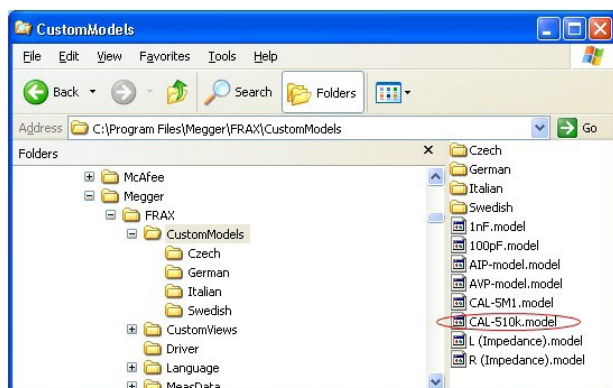 CustomModels
File Edit View Favorites Tools Help
Back Search Folders
Address C:\Program Files\Megger\FRAX\CustomModels Go
Folders
McAfee
Megger
FRAX
CustomModels
Czech
German
Italian
Swedish
CustomViews
Driver
Language
MeasData
Czech
German
Italian
Swedish
1nF.model
100pF.model
AIP-model.model
AVP-model.model
CAL-5M1.model
CAL-510k.model
L (Impedance).model
R (Impedance).model